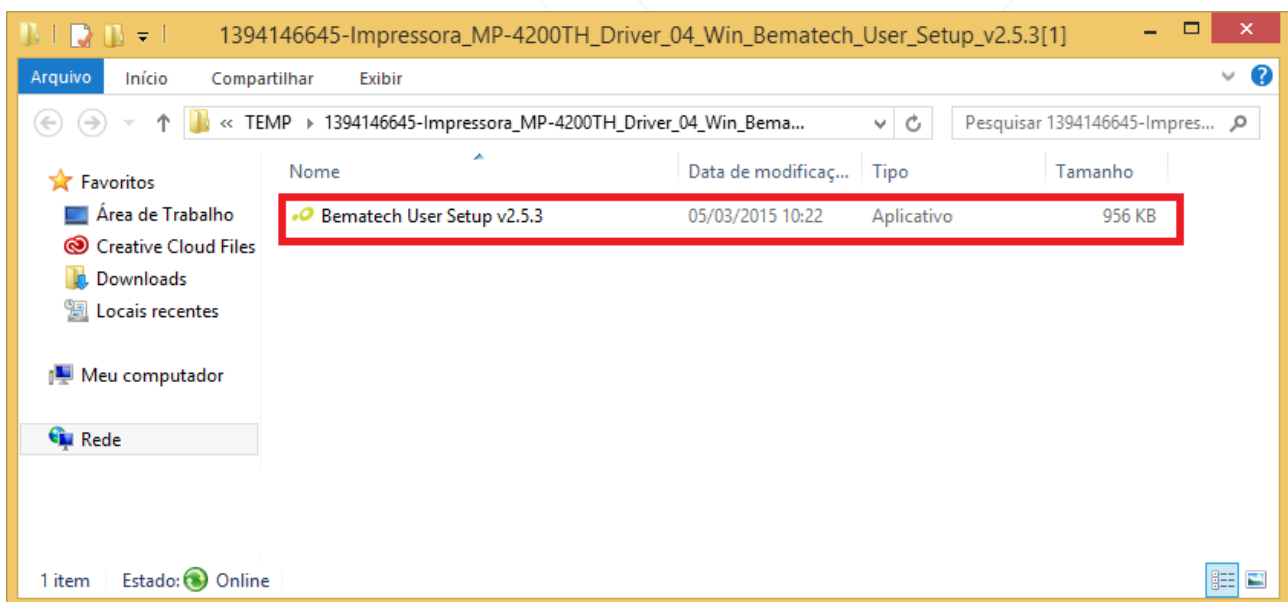 1394146645-Impressora_MP-4200TH_Driver_04_Win_Bematech_User_Setup_v2.5.3[1]
Arquivo Início Compartilhar Exibir
« TEMP 1394146645-Impressora_MP-4200TH_Driver_04_Win_Bema... Pesquisar 1394146645-Impres...
Nome Data de modificaç... Tipo Tamanho
Favoritos
Área de Trabalho
Creative Cloud Files
Downloads
Locais recentes
Meu computador
Rede
Bematech User Setup v2.5.3 05/03/2015 10:22 Aplicativo 956 KB
1 item Estado: Online